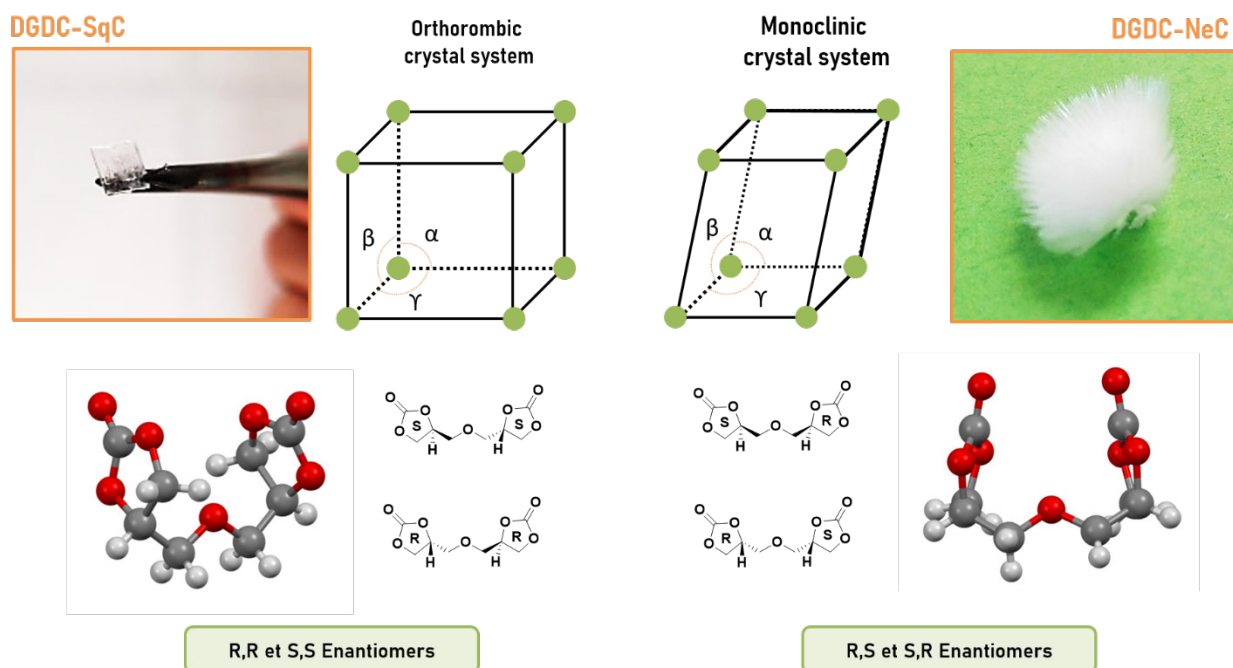 DGDC-SqC
Orthorombic
crystal system
Monoclinic
crystal system
DGDC-NeC
β
α
γ
β
α
γ
O
O
O
S
O
H
O
H
S
O
O
O
O
O
O
S
O
H
O
H
R
O
O
O
O
O
O
R
O
H
O
H
R
O
O
O
O
O
O
R
O
H
O
H
S
O
O
O
R,R et S,S Enantiomers
R,S et S,R Enantiomers